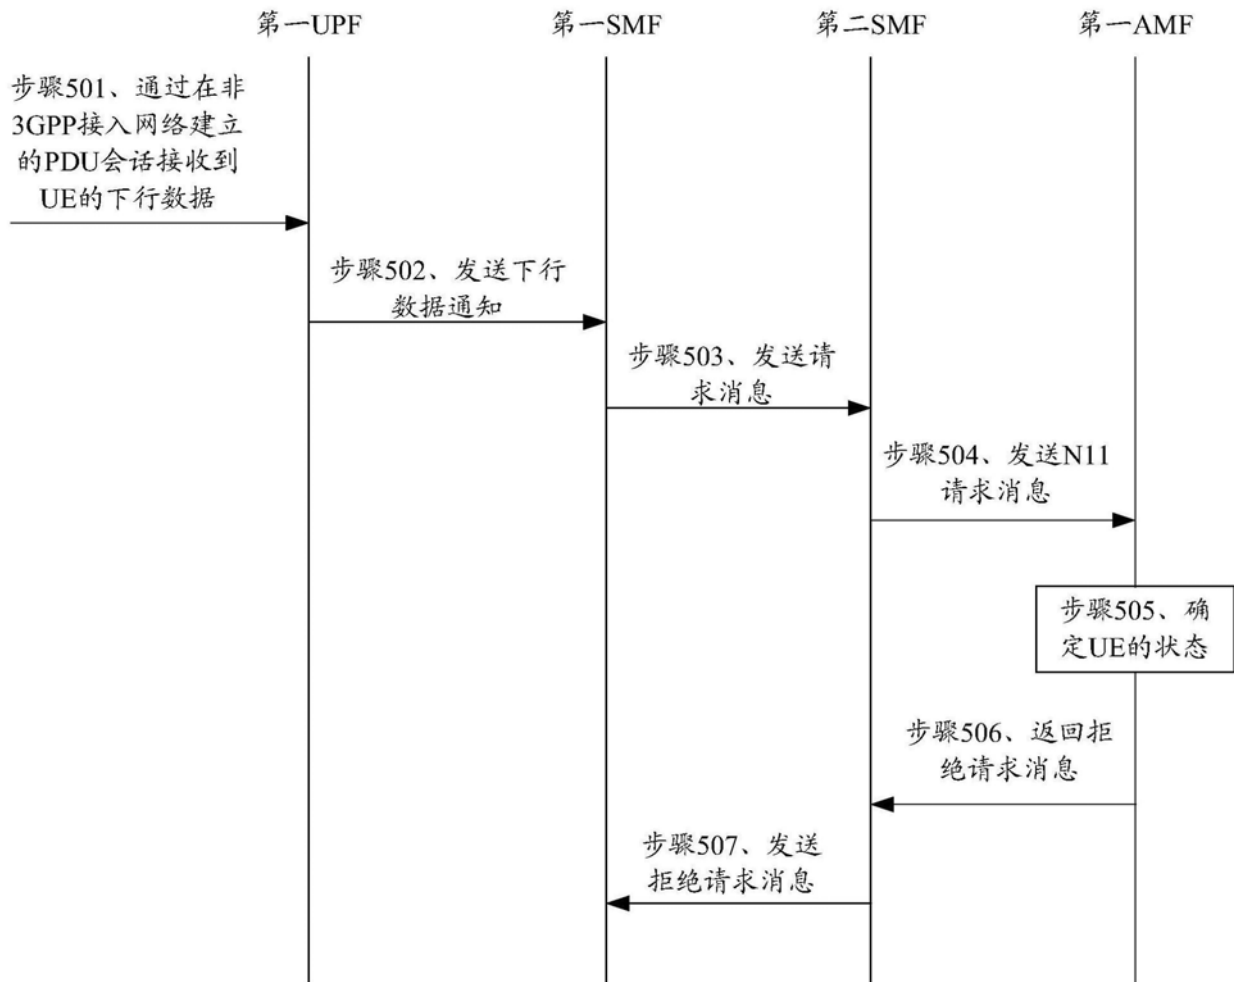 第一UPF
第一SMF
第二SMF
第一AMF
步骤501、通过在非
3GPP接入网络建立
的PDU会话接收到
UE的下行数据
步骤502、发送下行
数据通知
步骤503、发送请
求消息
步骤504、发送N11
请求消息
步骤505、确
定UE的状态
步骤506、返回拒
绝请求消息
步骤507、发送
拒绝请求消息